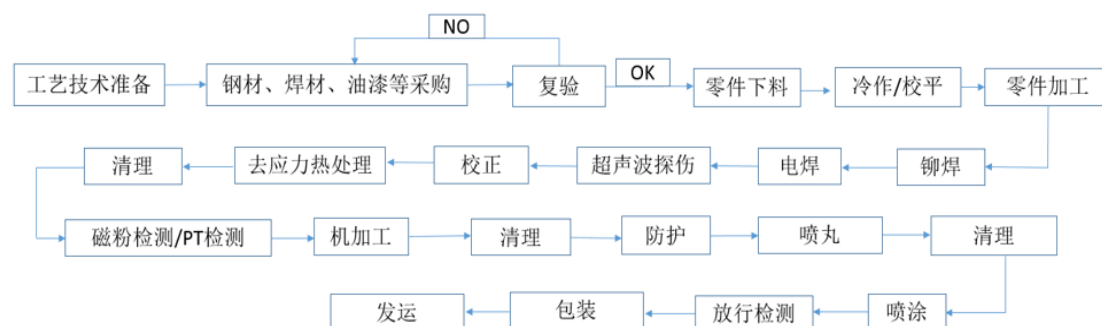 NO
工艺技术准备
钢材、焊材、油漆等采购
复验
OK
零件下料
冷作/校平
零件加工
铆焊
电焊
超声波探伤
校正
去应力热处理
清理
磁粉检测/PT检测
机加工
清理
防护
喷丸
清理
喷涂
放行检测
包装
发运